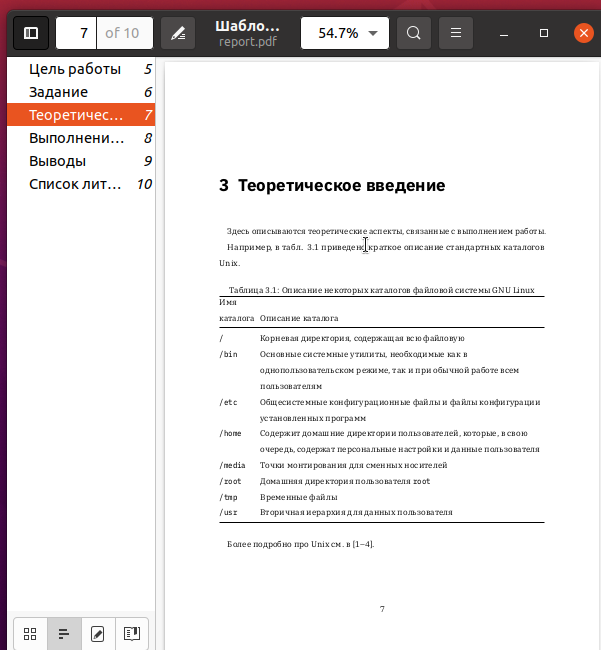 7 of 10
Шабло...
report.pdf
54.7%
Цель работы 5
Задание 6
Теоретичес... 7
Выполнени... 8
Выводы 9
Список лит... 10
3 Теоретическое введение
Здесь описываются теоретические аспекты, связанные с выполнением работы.
Например, в табл. 3.1 приведено краткое описание стандартных каталогов
Unix.
Таблица 3.1: Описание некоторых каталогов файловой системы GNU Linux
Имя
каталога Описание каталога
/ Корневая директория, содержащая всю файловую
/bin Основные системные утилиты, необходимые как в
однопользовательском режиме, так и при обычной работе всем
пользователям
/etc Общесистемные конфигурационные файлы и файлы конфигурации
установленных программ
/home Содержит домашние директории пользователей, которые, в свою
очередь, содержат персональные настройки и данные пользователя
/media Точки монтирования для сменных носителей
/root Домашняя директория пользователя root
/tmp Временные файлы
/usr Вторичная иерархия для данных пользователя
Более подробно про Unix см. в [1–4].
7